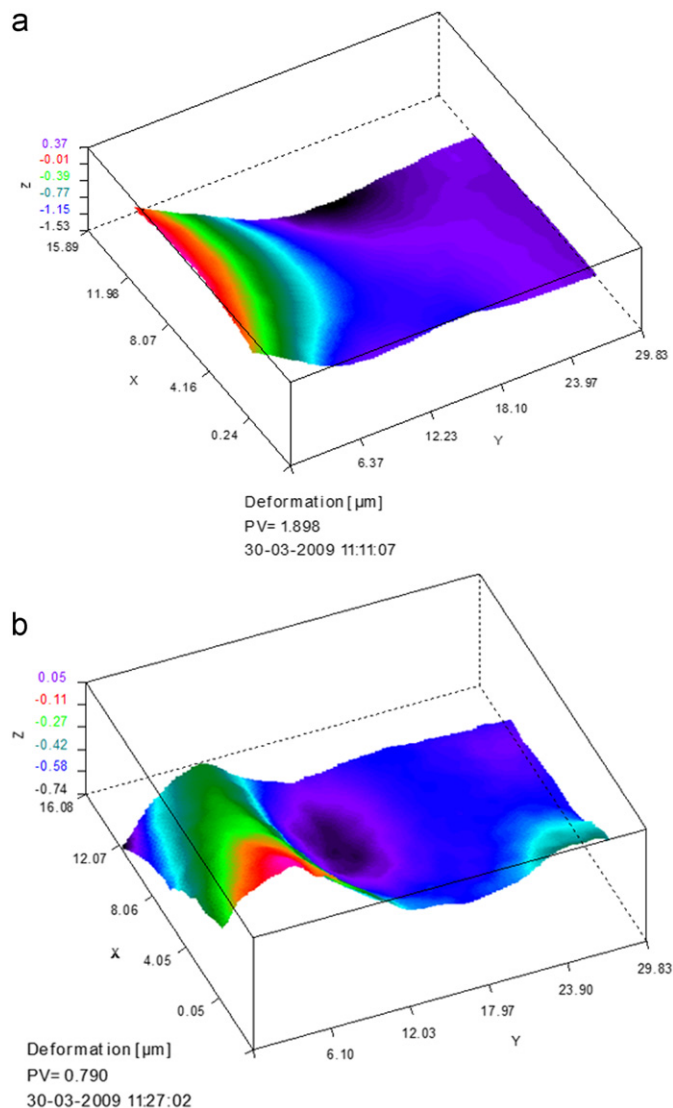 a
0.37
-0.01
-0.39
-0.77
-1.15
-1.53
Z
15.89
11.98
8.07
4.16
0.24
X
6.37
12.23
18.10
23.97
29.83
Y
Deformation [µm]
PV= 1.898
30-03-2009 11:11:07
b
0.05
-0.11
-0.27
-0.42
-0.58
-0.74
Z
16.08
12.07
8.06
4.05
0.05
X
6.10
12.03
17.97
23.90
29.83
Y
Deformation [µm]
PV= 0.790
30-03-2009 11:27:02